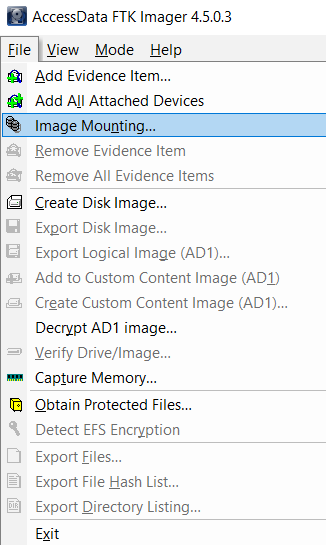 AccessData FTK Imager 4.5.0.3
File View Mode Help
Add Evidence Item...
Add All Attached Devices
Image Mounting...
Remove Evidence Item
Remove All Evidence Items
Create Disk Image...
Export Disk Image...
Export Logical Image (AD1)...
Add to Custom Content Image (AD1)
Create Custom Content Image (AD1)...
Decrypt AD1 image...
Verify Drive/Image...
Capture Memory...
Obtain Protected Files...
Detect EFS Encryption
Export Files...
Export File Hash List...
DIR Export Directory Listing...
Exit